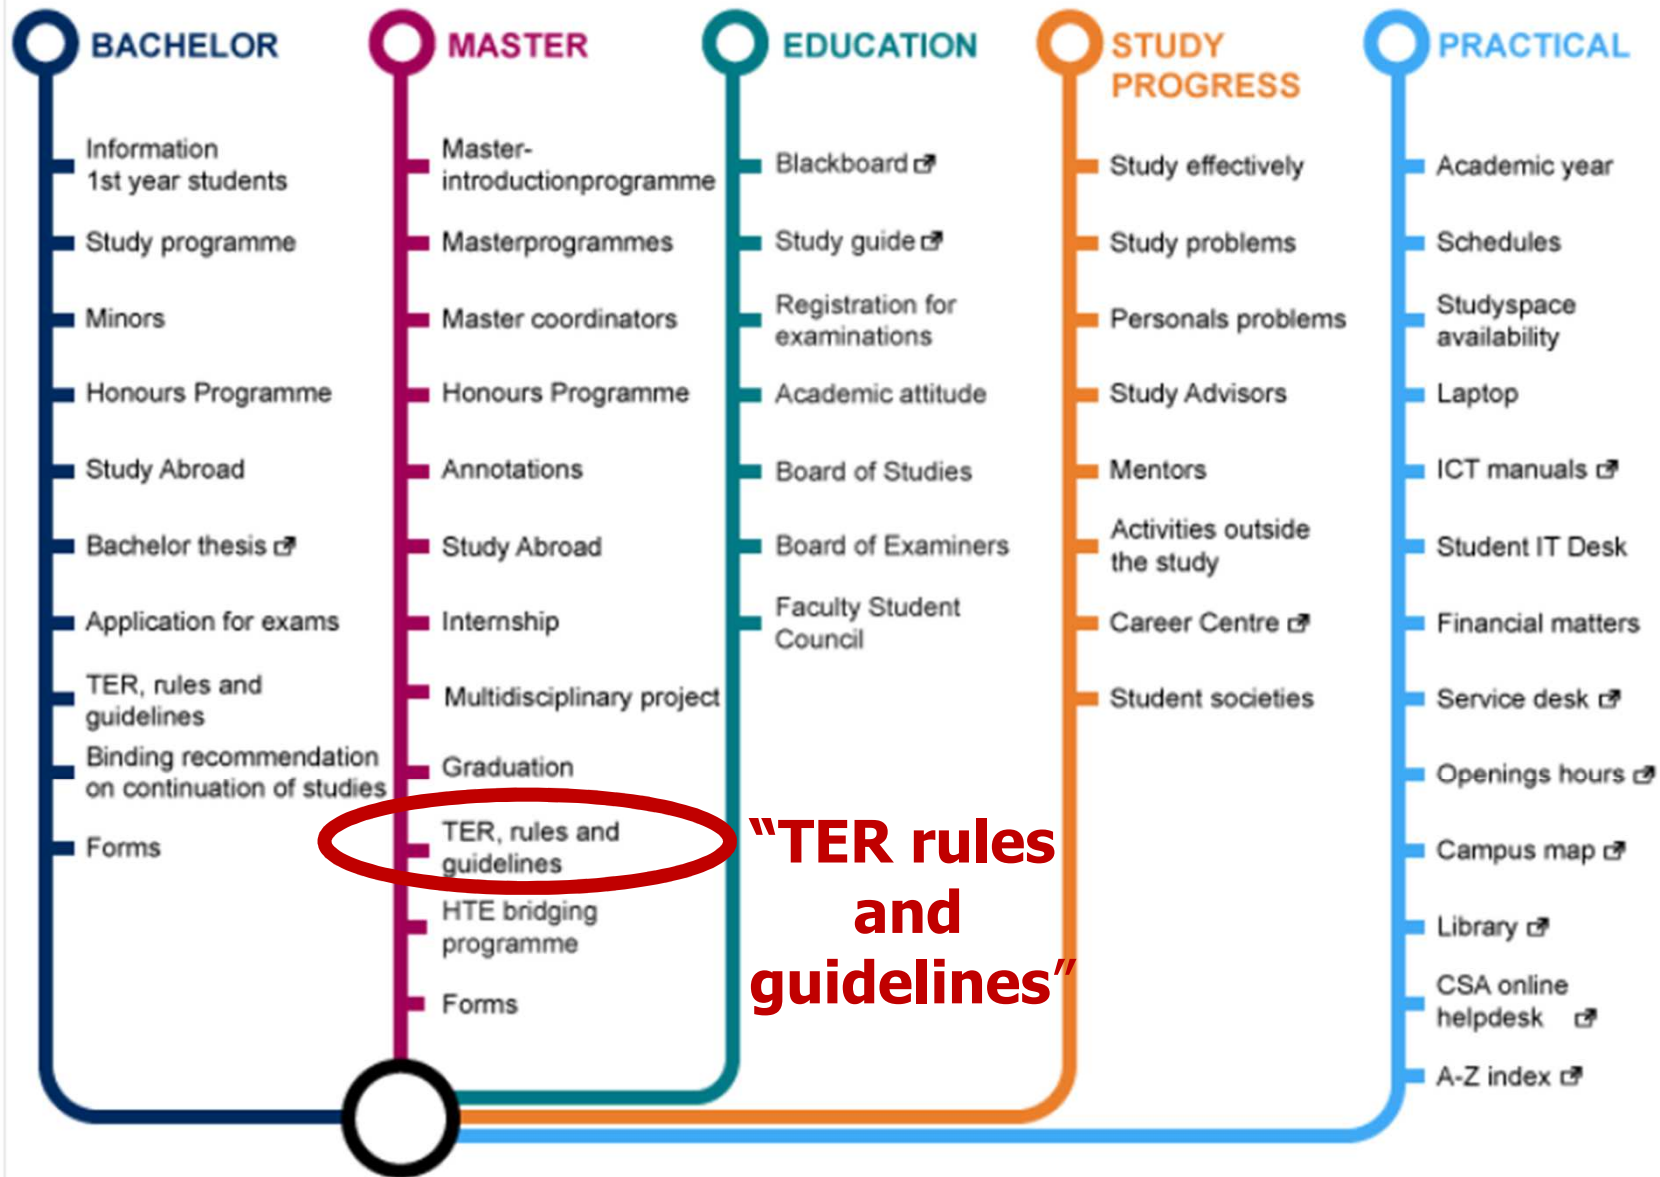 BACHELOR
Information
1st year students
Study programme
Minors
Honours Programme
Study Abroad
Bachelor thesis
Application for exams
TER, rules and
guidelines
Binding recommendation
on continuation of studies
Forms
MASTER
Master-
introductionprogramme
Masterprogrammes
Master coordinators
Honours Programme
Annotations
Study Abroad
Internship
Multidisciplinary project
Graduation
TER, rules and
guidelines
HTE bridging
programme
Forms
EDUCATION
Blackboard
Study guide
Registration for
examinations
Academic attitude
Board of Studies
Board of Examiners
Faculty Student
Council
"TER rules
and
guidelines"
STUDY
PROGRESS
Study effectively
Study problems
Personals problems
Study Advisors
Mentors
Activities outside
the study
Career Centre
Student societies
PRACTICAL
Academic year
Schedules
Studyspace
availability
Laptop
ICT manuals
Student IT Desk
Financial matters
Service desk
Openings hours
Campus map
Library
CSA online
helpdesk
A-Z index